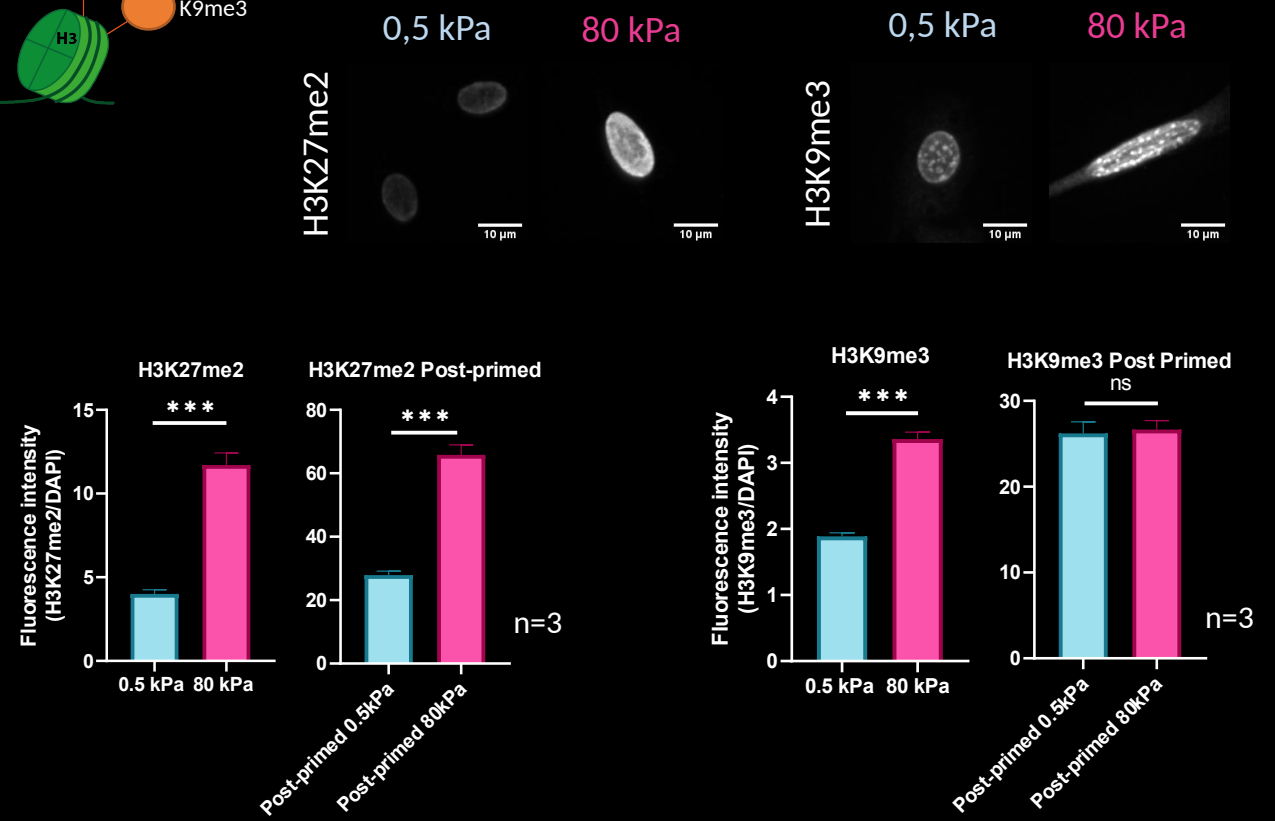 K9me3
H3
0,5 kPa
80 kPa
0,5 kPa
80 kPa
H3K27me2
10 µm
10 µm
H3K9me3
10 µm
10 µm
H3K27me2
***
Fluorescence intensity
(H3K27me2/DAPI)
15
10
5
0
0.5 kPa
80 kPa
H3K27me2 Post-primed
***
80
60
40
20
0
Post-primed 0.5kPa
Post-primed 80kPa
n=3
H3K9me3
***
Fluorescence intensity
(H3K9me3/DAPI)
4
3
2
1
0
0.5 kPa
80 kPa
H3K9me3 Post Primed
ns
30
20
10
0
Post-primed 0.5kPa
Post-primed 80kPa
n=3